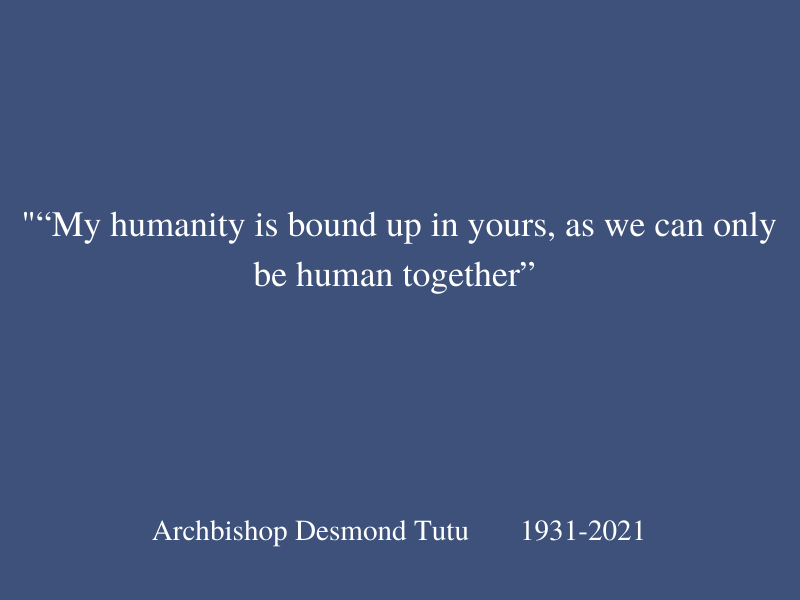 "“My humanity is bound up in yours, as we can only
be human together”
Archbishop Desmond Tutu 1931-2021